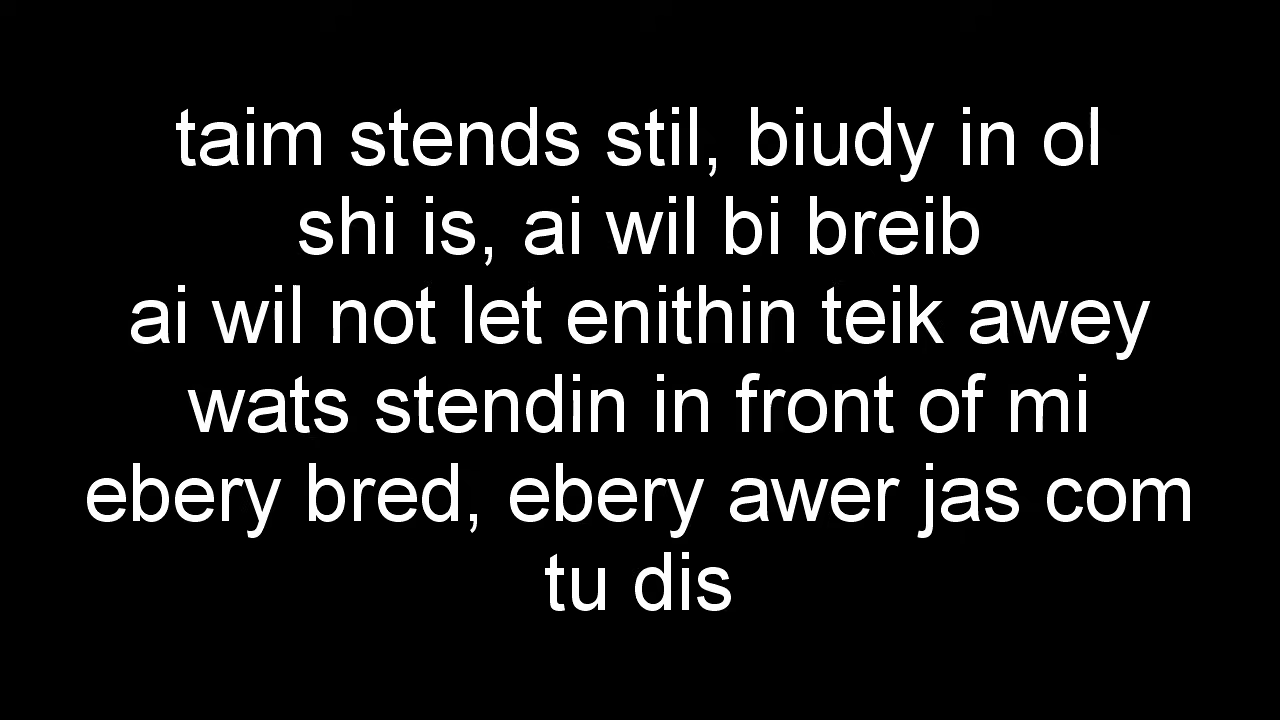 taim stends stil, biudy in ol
shi is, ai wil bi breib
ai wil not let enithin teik awey
wats stendin in front of mi
ebery bred, ebery awer jas com
tu dis